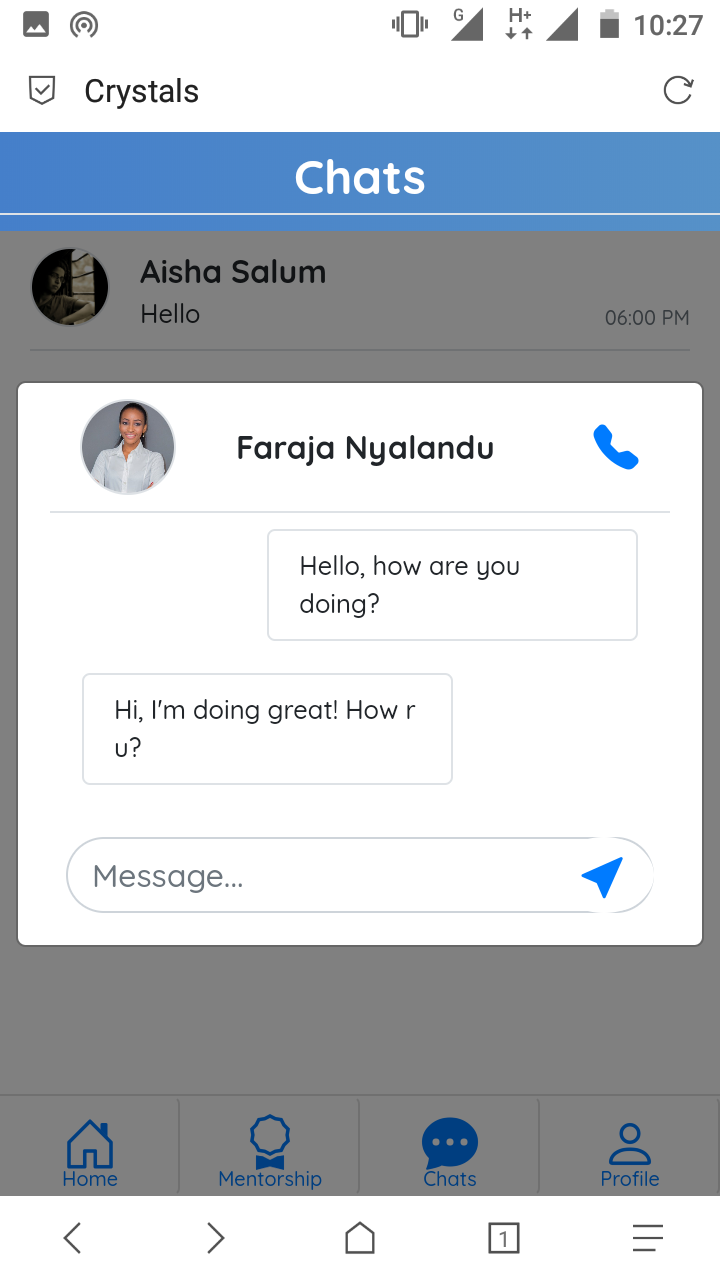 G H+ 10:27
Crystals
Chats
Aisha Salum
Hello
06:00 PM
Faraja Nyalandu
Hello, how are you
doing?
Hi, I'm doing great! How r
u?
Message...
Home Mentorship Chats Profile
1